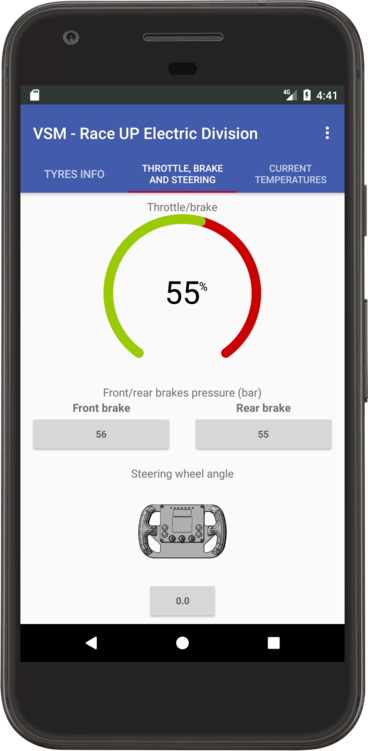 4G 4:41
VSM - Race UP Electric Division
TYRES INFO
THROTTLE, BRAKE
AND STEERING
CURRENT
TEMPERATURES
Throttle/brake
55%
Front/rear brakes pressure (bar)
Front brake
Rear brake
56
55
Steering wheel angle
0.0